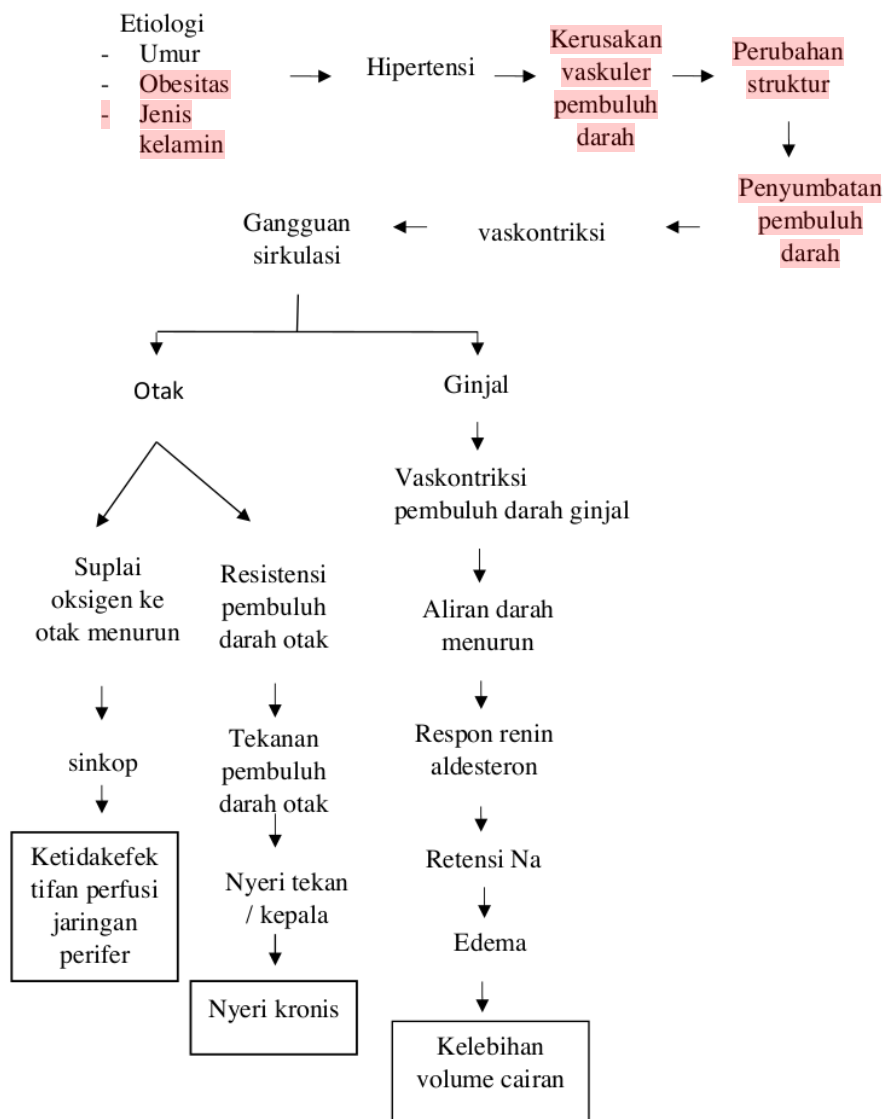 Etiologi
- Umur
- Obesitas
- Jenis
kelamin
Hipertensi
Kerusakan
vaskuler
pembuluh
darah
Perubahan
struktur
Penyumbatan
pembuluh
darah
vaskontriksi
Gangguan
sirkulasi
Otak
Ginjal
Suplai
oksigen ke
otak menurun
sinkop
Ketidakefek
tifan perfusi
jaringan
perifer
Resistensi
pembuluh
darah otak
Tekanan
pembuluh
darah otak
Nyeri tekan
/ kepala
Nyeri kronis
Vaskontriksi
pembuluh darah ginjal
Aliran darah
menurun
Respon renin
aldesteron
Retensi Na
Edema
Kelebihan
volume cairan